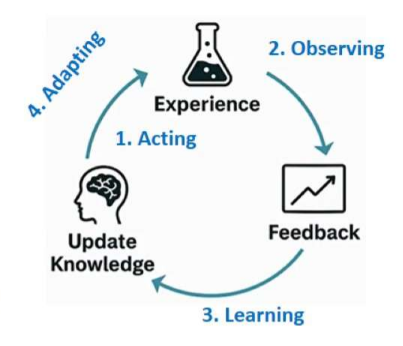 4. Adapting
2. Observing
Experience
1. Acting
Feedback
Update
Knowledge
3. Learning